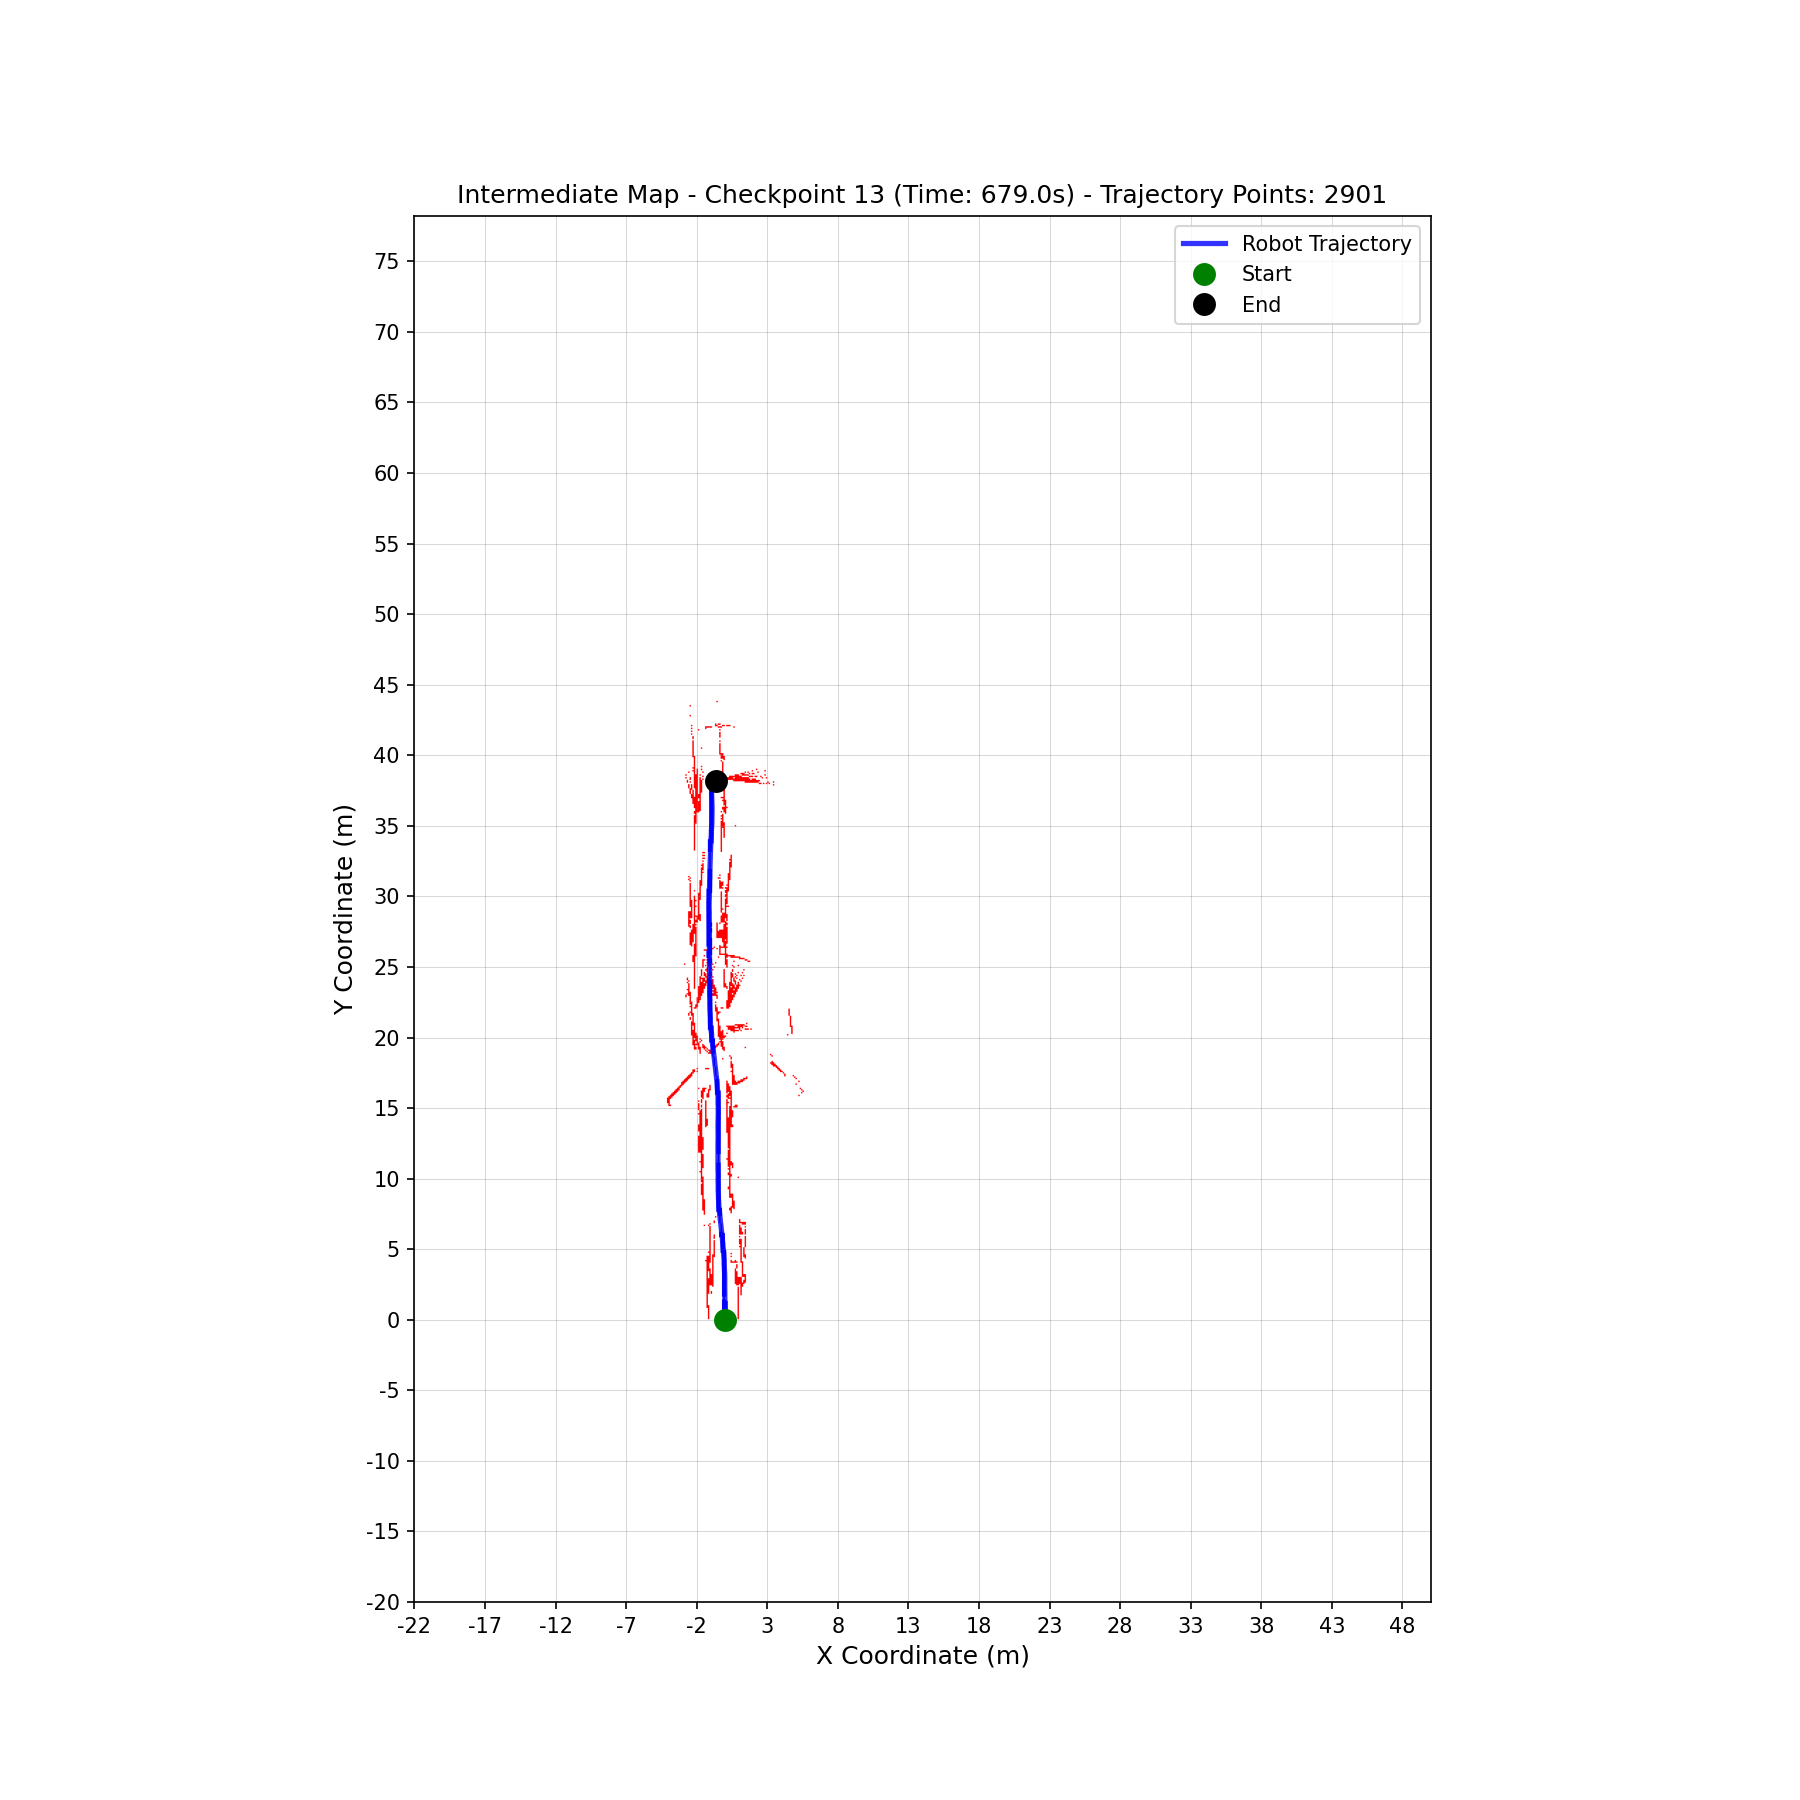 Intermediate Map - Checkpoint 13 (Time: 679.0s) - Trajectory Points: 2901
Robot Trajectory
Start
End
75
70
65
60
55
50
45
40
35
30
25
20
15
10
5
0
-5
-10
-15
-20
Y Coordinate (m)
-22 -17 -12 -7 -2 3 8 13 18 23 28 33 38 43 48
X Coordinate (m)